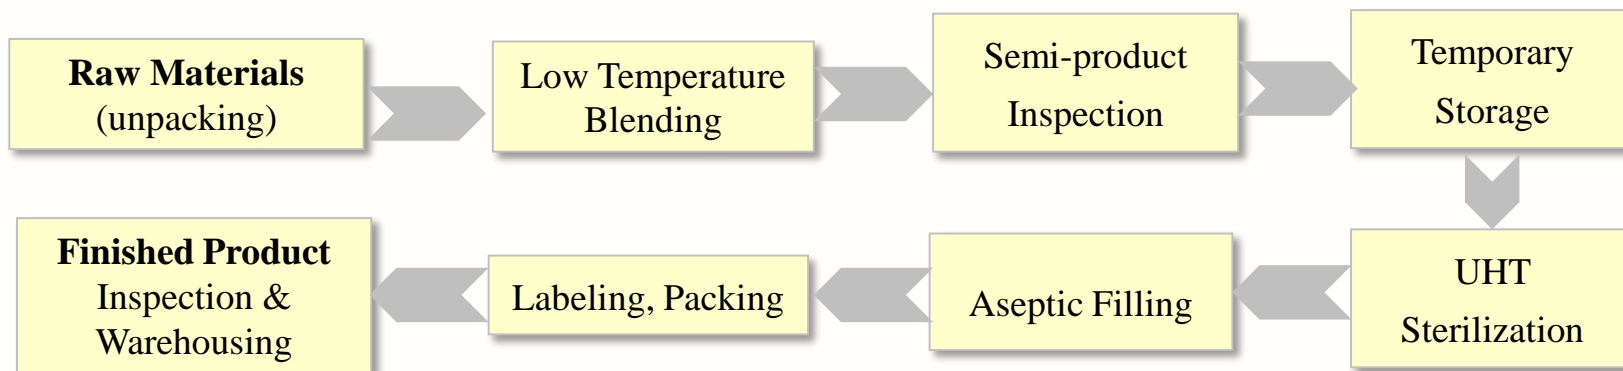 Raw Materials
(unpacking)
Low Temperature
Blending
Semi-product
Inspection
Temporary
Storage
UHT
Sterilization
Aseptic Filling
Labeling, Packing
Finished Product
Inspection &
Warehousing